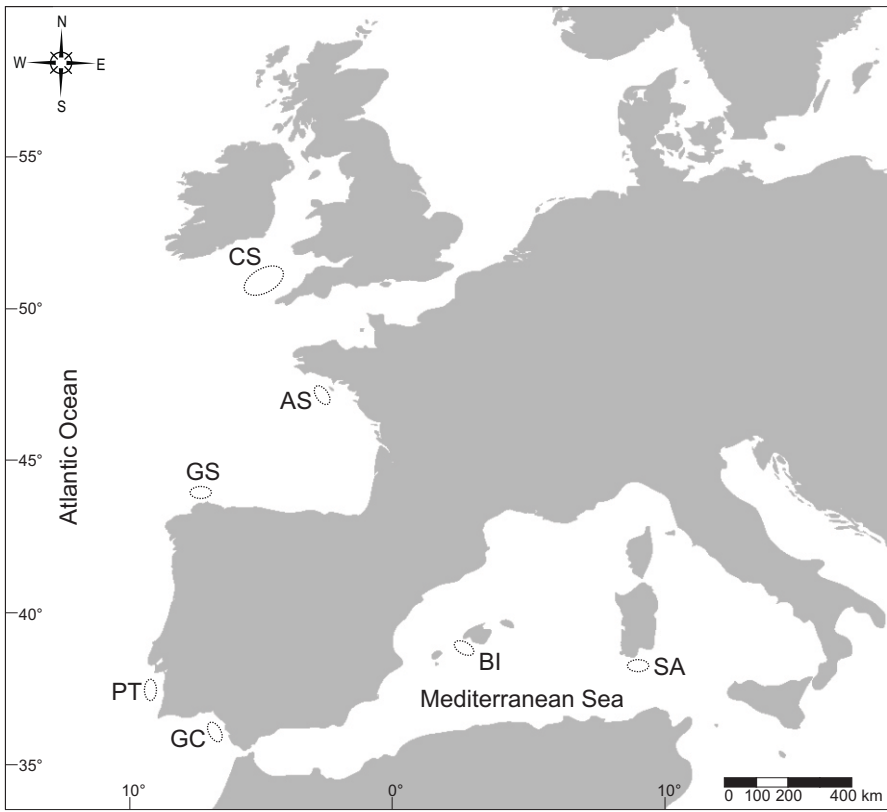 N
W E
S
55°
CS
50°
AS
Atlantic Ocean
GS
45°
40°
BI
SA
PT
Mediterranean Sea
GC
35°
10° 0° 10°
0 100 200 400 km